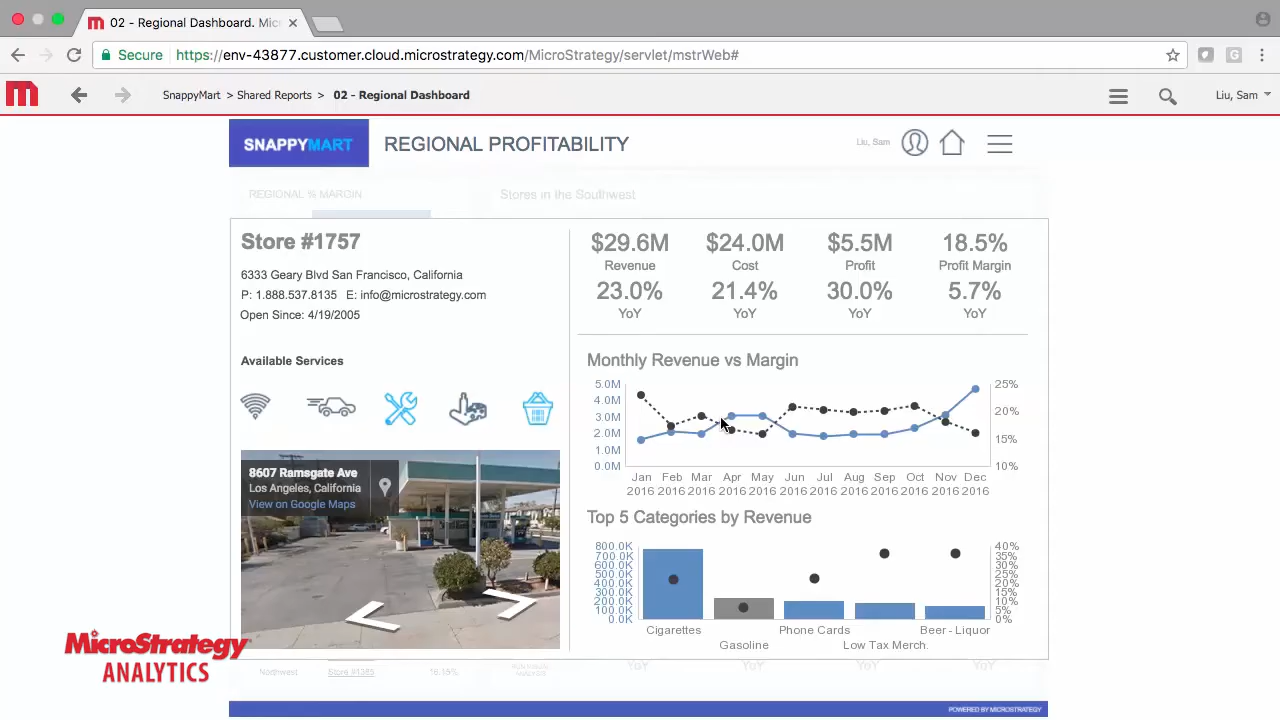 02 - Regional Dashboard. Mic
Secure
https://env-43877.customer.cloud.microstrategy.com/MicroStrategy/servlet/mstrWeb#
SnappyMart > Shared Reports > 02 - Regional Dashboard
Liu, Sam
SNAPPYMART
REGIONAL PROFITABILITY
Liu, Sam
REGIONAL % MARGIN
Stores in the Southwest
Store #1757
6333 Geary Blvd San Francisco, California
P: 1.888.537.8135 E: info@microstrategy.com
Open Since: 4/19/2005
Available Services
8607 Ramsgate Ave
Los Angeles, California
View on Google Maps
$29.6M $24.0M $5.5M 18.5%
Revenue Cost Profit Profit Margin
23.0% 21.4% 30.0% 5.7%
YoY YoY YoY YoY
Monthly Revenue vs Margin
5.0M 25%
4.0M
3.0M 20%
2.0M 15%
1.0M
0.0M 10%
Jan Feb Mar Apr May Jun Jul Aug Sep Oct Nov Dec
2016 2016 2016 2016 2016 2016 2016 2016 2016 2016 2016 2016
Top 5 Categories by Revenue
800.0K 40%
700.0K 35%
600.0K 30%
500.0K 25%
400.0K 20%
300.0K 15%
200.0K 10%
100.0K 5%
0.0K 0%
Cigarettes Phone Cards Beer - Liquor
Gasoline Low Tax Merch.
MicroStrategy
ANALYTICS
Northwest Store #1385 16.15%
YoY YoY YoY YoY
POWERED BY MICROSTRATEGY